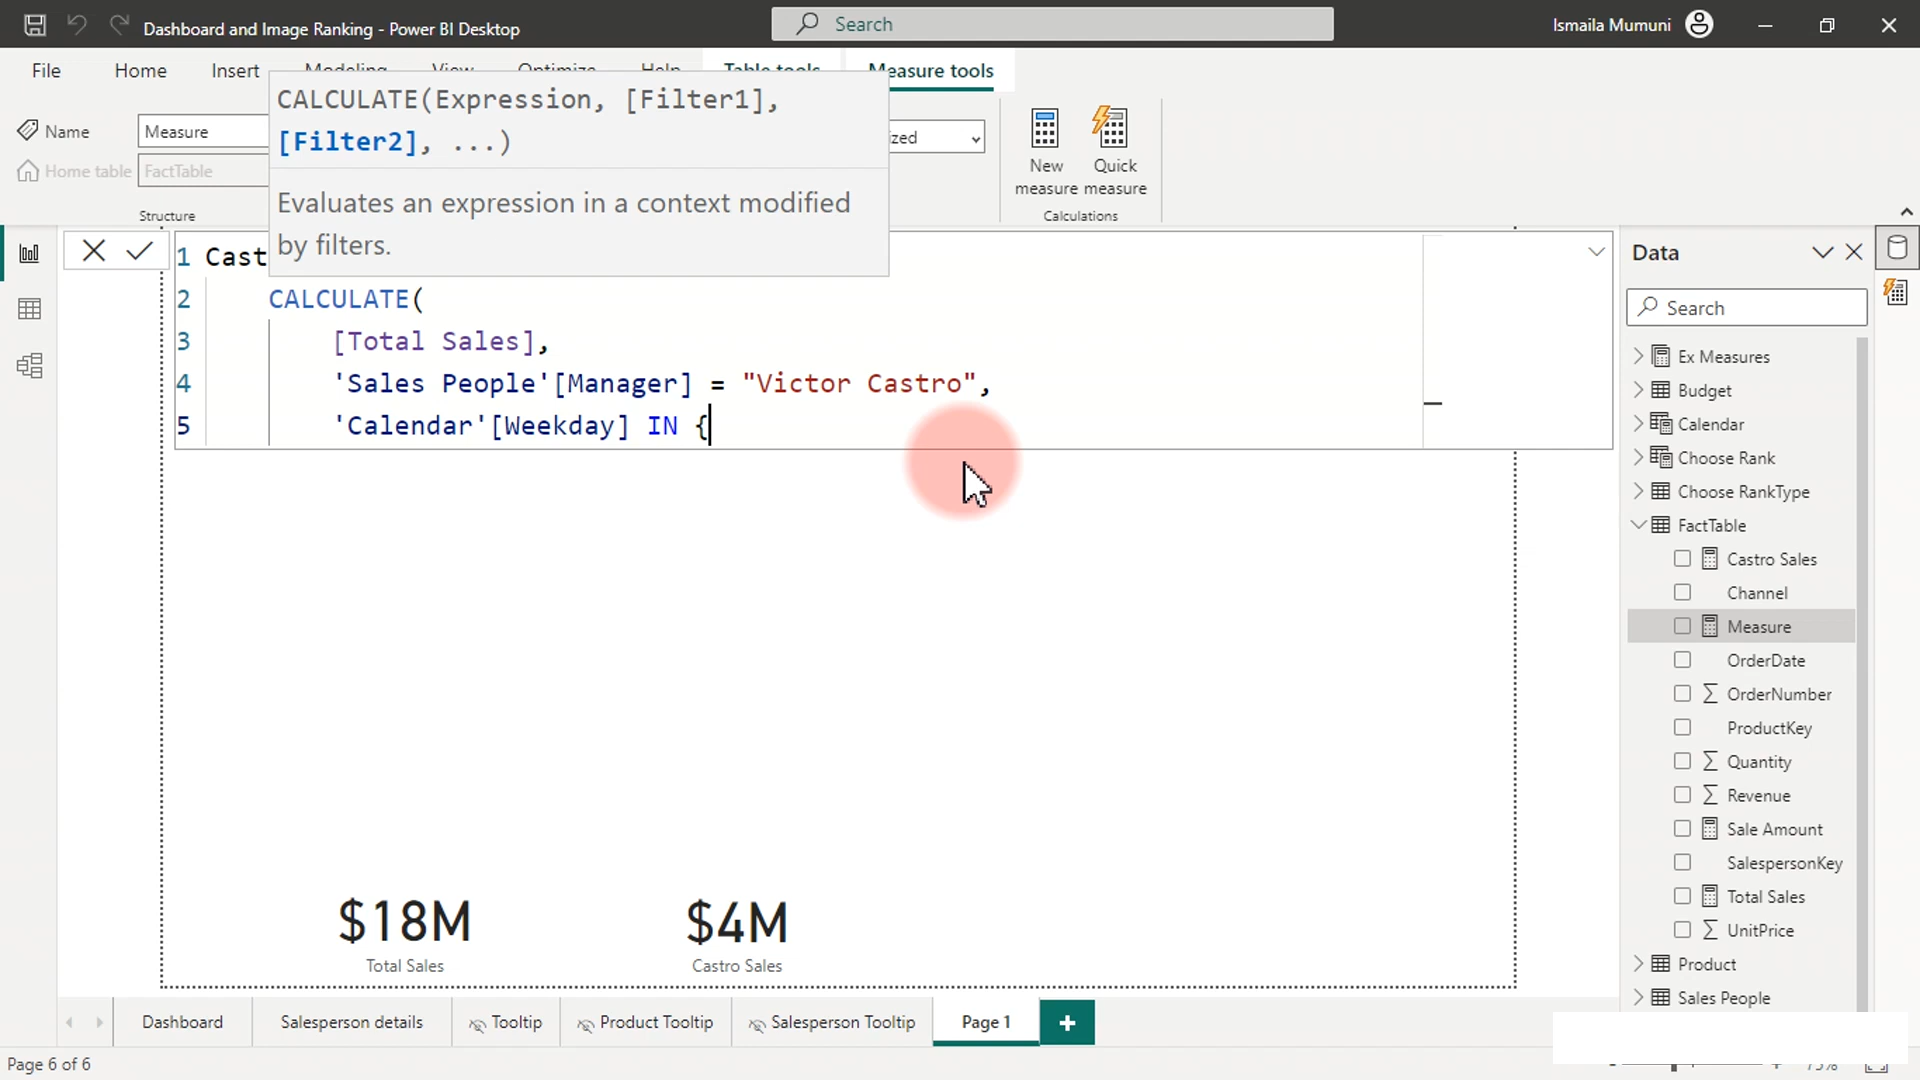 Dashboard and Image Ranking - Power BI Desktop
Search
Ismaila Mumuni
File
Home
Insert
Modeling
View
Optimize
Help
Table tools
Measure tools
CALCULATE(Expression, [Filter1],
[Filter2], ...)
Evaluates an expression in a context modified
by filters.
Name
Measure
Home table
FactTable
Structure
New
measure
Quick
measure
Calculations
1 Cast
2 CALCULATE(
3 [Total Sales],
4 'Sales People'[Manager] = "Victor Castro",
5 'Calendar'[Weekday] IN {
Data
Search
Ex Measures
Budget
Calendar
Choose Rank
Choose RankType
FactTable
Castro Sales
Channel
Measure
OrderDate
OrderNumber
ProductKey
Quantity
Revenue
Sale Amount
SalespersonKey
Total Sales
UnitPrice
Product
Sales People
$18M
Total Sales
$4M
Castro Sales
Dashboard
Salesperson details
Tooltip
Product Tooltip
Salesperson Tooltip
Page 1
Page 6 of 6